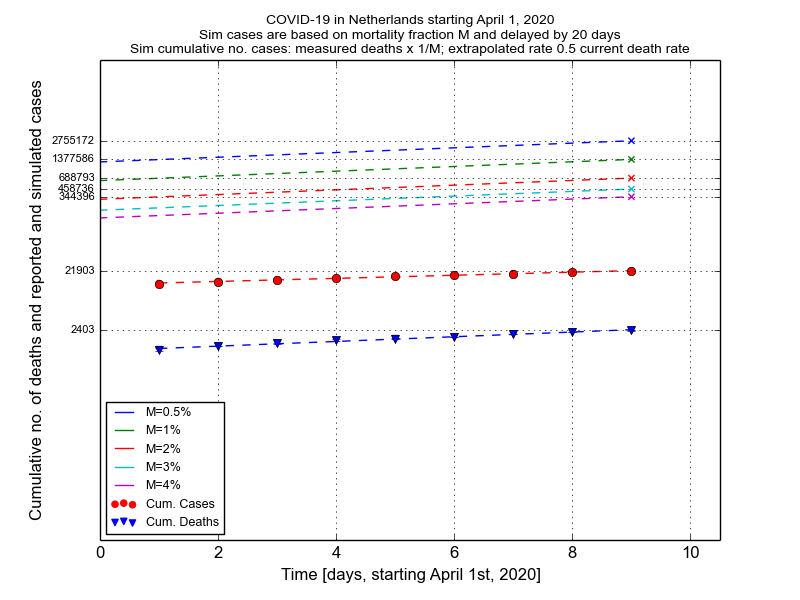 COVID-19 in Netherlands starting April 1, 2020
Sim cases are based on mortality fraction M and delayed by 20 days
Sim cumulative no. cases: measured deaths x 1/M; extrapolated rate 0.5 current death rate
Cumulative no. of deaths and reported and simulated cases
2755172
1377586
688793
458736
344396
21903
2403
M=0.5%
M=1%
M=2%
M=3%
M=4%
Cum. Cases
Cum. Deaths
0 2 4 6 8 10
Time [days, starting April 1st, 2020]